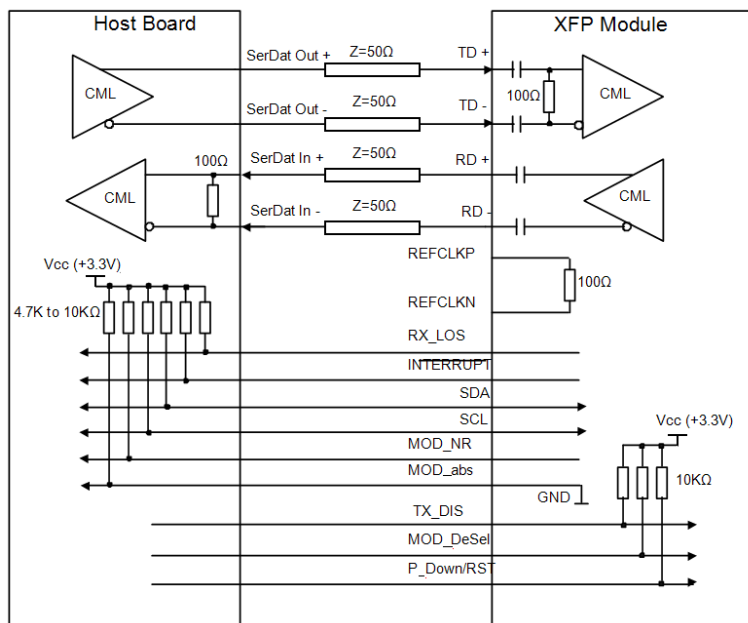 Host Board
XFP Module
SerDat Out +
Z=50Ω
TD +
CML
SerDat Out -
Z=50Ω
TD -
100Ω
CML
100Ω
SerDat In +
Z=50Ω
RD +
CML
SerDat In -
Z=50Ω
RD -
CML
REFCLKP
Vcc (+3.3V)
100Ω
REFCLKN
4.7K to 10KΩ
RX_LOS
INTERRUPT
SDA
SCL
Vcc (+3.3V)
MOD_NR
MOD_abs
10KΩ
GND
TX_DIS
MOD_DeSel
P_Down/RST